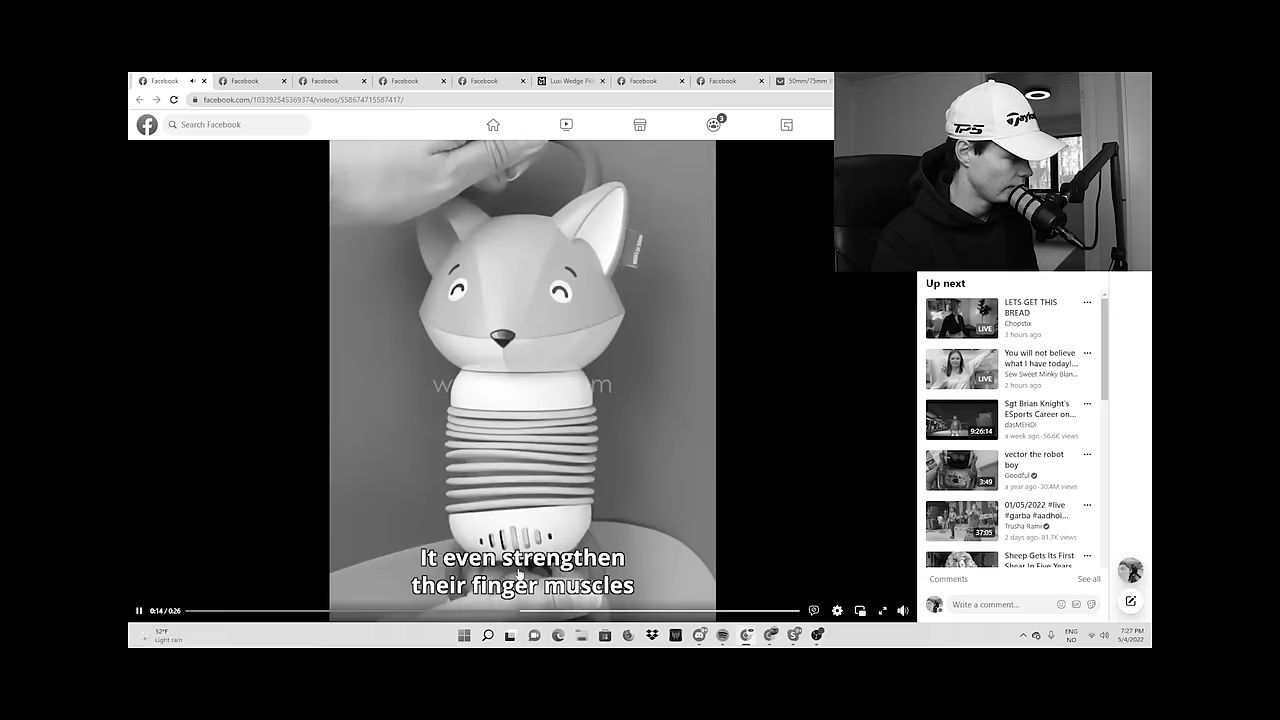 Facebook
Facebook
Facebook
Facebook
Facebook
Luxi Wedge Pil
Facebook
Facebook
50mm/75mm
facebook.com/103392545369374/videos/558674715587417/
Search Facebook
3
TP5
Taylor
It even strengthen
their finger muscles
0:14 / 0:26
Up next
LETS GET THIS
BREAD
Chopstix
3 hours ago
LIVE
You will not believe
what I have today!...
Sew Sweet Minky Blan...
2 hours ago
LIVE
Sgt Brian Knight's
ESports Career on...
dasMEHDI
a week ago · 56.6K views
9:26:14
vector the robot
boy
Goodful
a year ago · 30.4M views
3:49
01/05/2022 #live
#garba #aadhoi...
Trusha Rami
2 days ago · 81.7K views
37:05
Sheep Gets Its First
Shear In Five Years
Comments
See all
Write a comment...
52°F
Light rain
ENG
NO
7:27 PM
5/4/2022